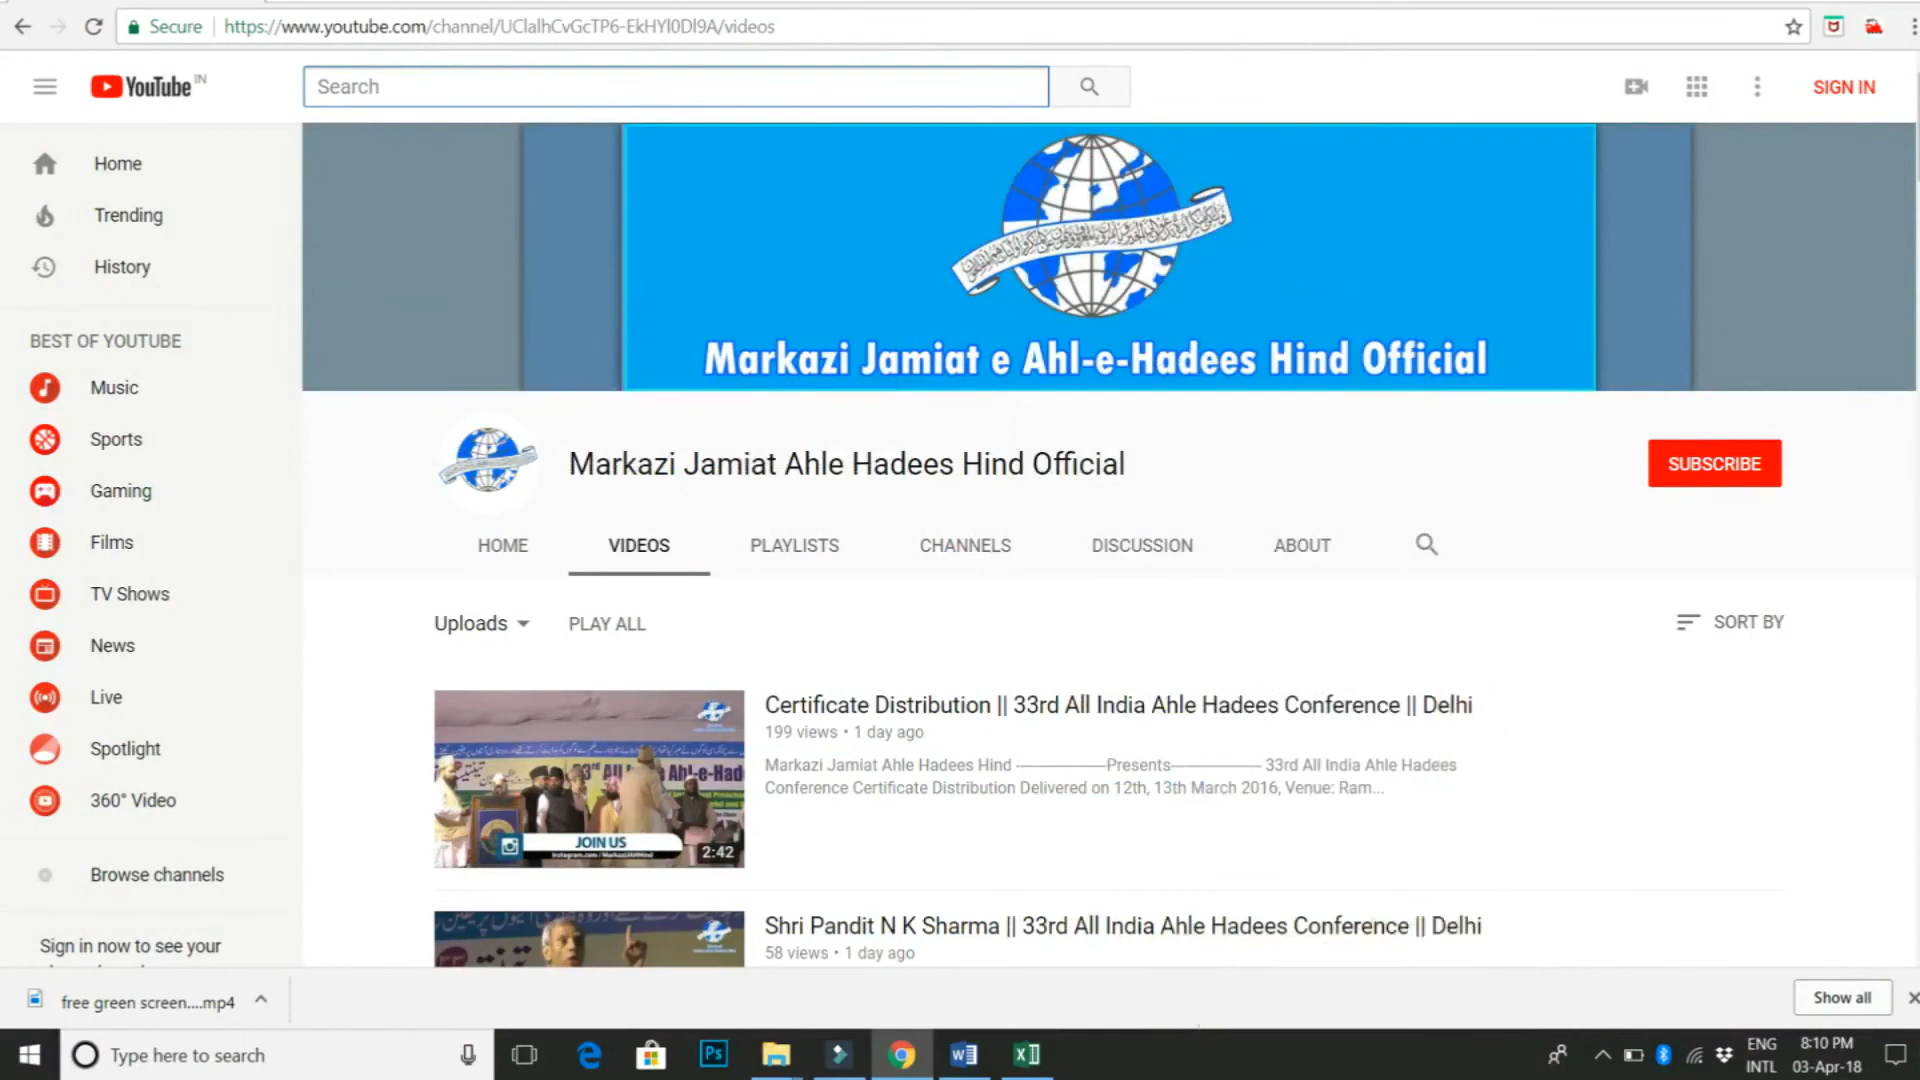 Secure https://www.youtube.com/channel/UClalhCvGcTP6-EkHYl0Dl9A/videos
YouTube IN
Search
SIGN IN
Home
Trending
History
BEST OF YOUTUBE
Music
Sports
Gaming
Films
TV Shows
News
Live
Spotlight
360° Video
Browse channels
Sign in now to see your
Markazi Jamiat e Ahl-e-Hadees Hind Official
Markazi Jamiat Ahle Hadees Hind Official
SUBSCRIBE
HOME VIDEOS PLAYLISTS CHANNELS DISCUSSION ABOUT
Uploads PLAY ALL
SORT BY
33rd All Ahl-e-Had
JOIN US
2:42
Certificate Distribution || 33rd All India Ahle Hadees Conference || Delhi
199 views • 1 day ago
Markazi Jamiat Ahle Hadees Hind ------------------Presents------------------ 33rd All India Ahle Hadees
Conference Certificate Distribution Delivered on 12th, 13th March 2016, Venue: Ram...
Shri Pandit N K Sharma || 33rd All India Ahle Hadees Conference || Delhi
58 views • 1 day ago
free green screen....mp4
Show all
Type here to search
Ps
ENG
INTL
8:10 PM
03-Apr-18